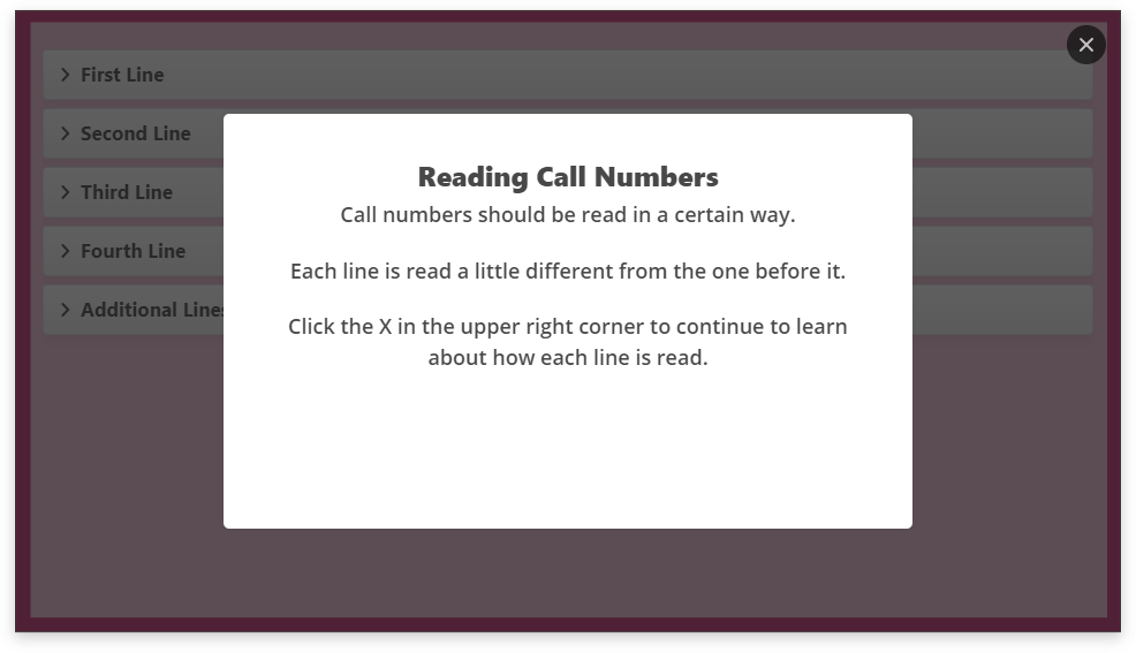 First Line
Second Line
Third Line
Fourth Line
Additional Lines
Reading Call Numbers
Call numbers should be read in a certain way.
Each line is read a little different from the one before it.
Click the X in the upper right corner to continue to learn
about how each line is read.